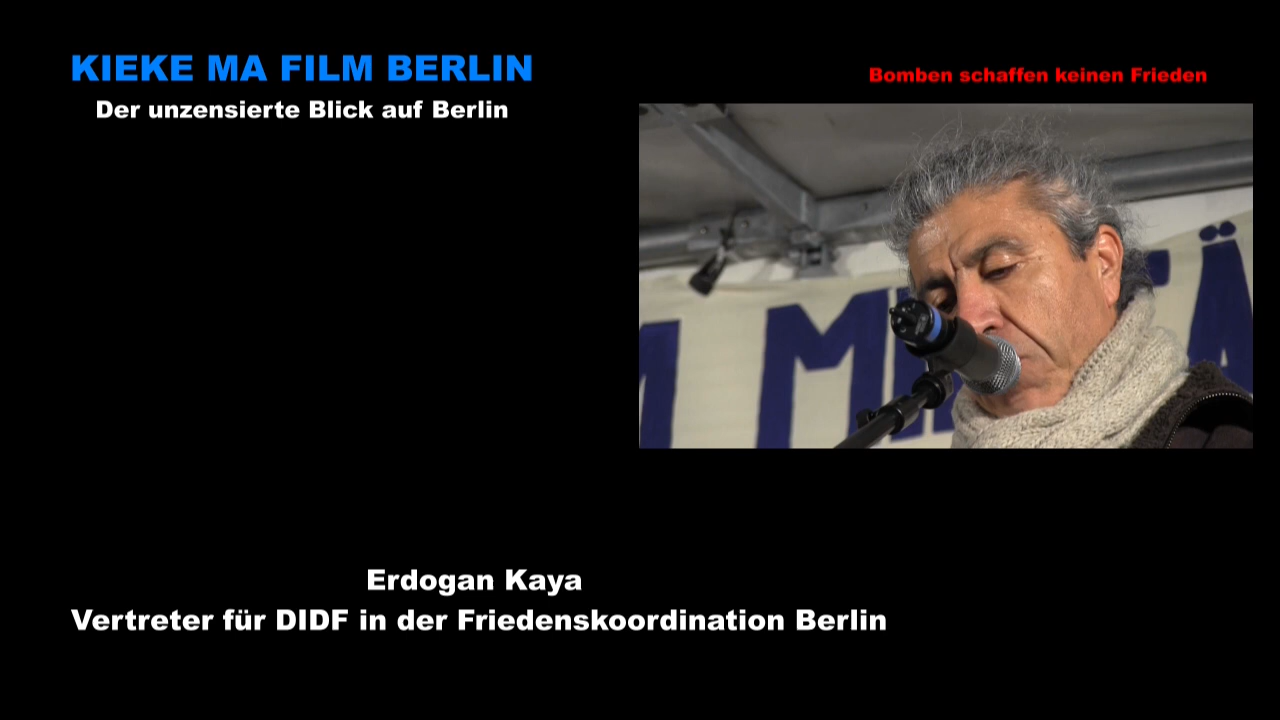 KIEKE MA FILM BERLIN
Der unzensierte Blick auf Berlin
Bomben schaffen keinen Frieden
Erdogan Kaya
Vertreter für DIDF in der Friedenskoordination Berlin